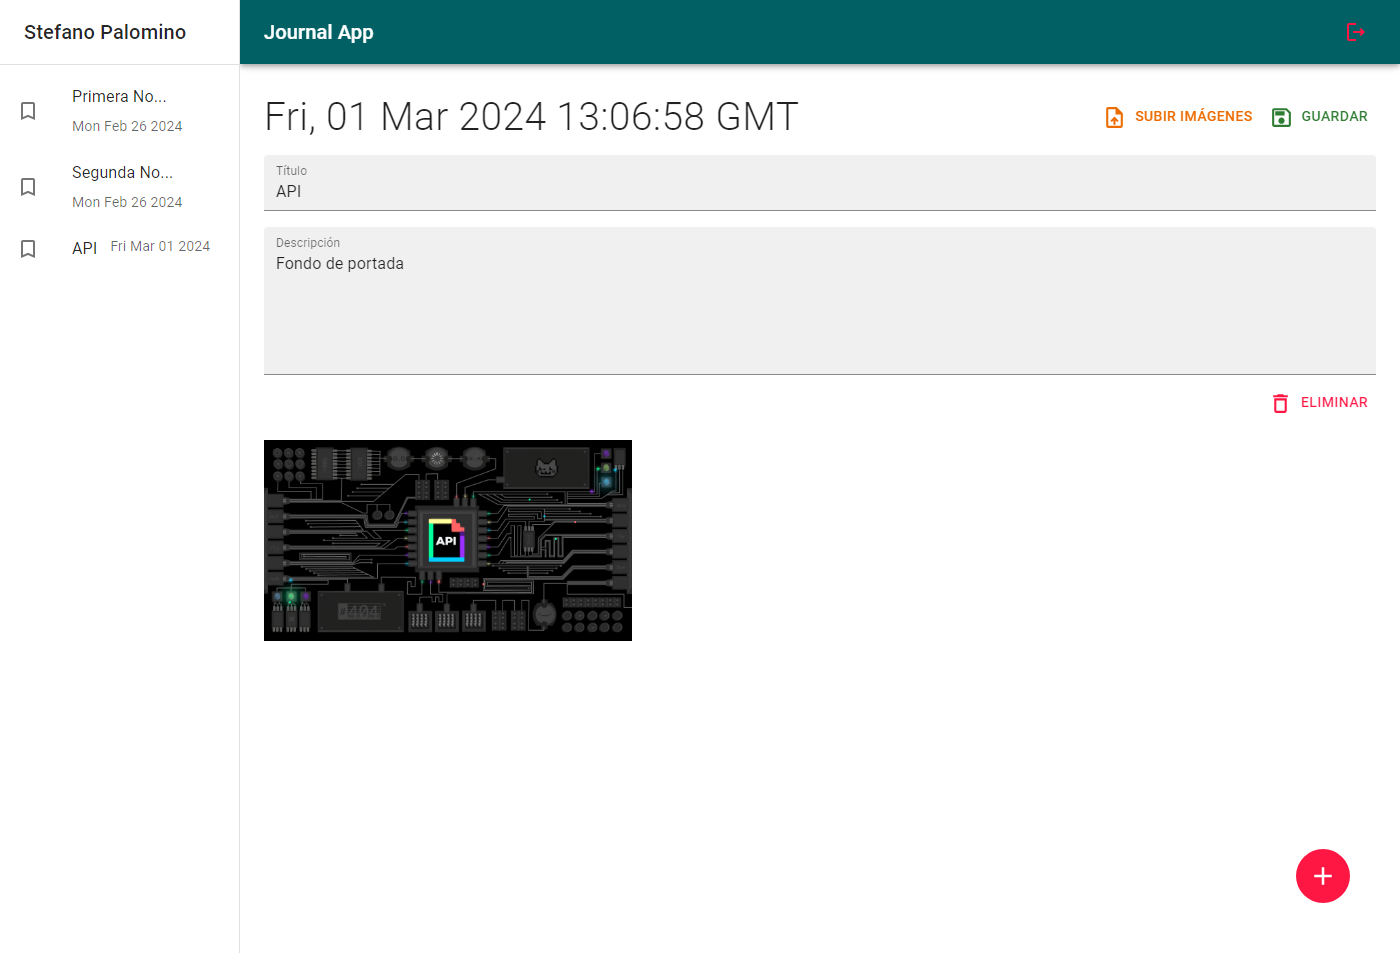 Stefano Palomino
Journal App
Primera No...
Mon Feb 26 2024
Segunda No...
Mon Feb 26 2024
API Fri Mar 01 2024
Fri, 01 Mar 2024 13:06:58 GMT
SUBIR IMÁGENES GUARDAR
Título
API
Descripción
Fondo de portada
ELIMINAR
API
#404